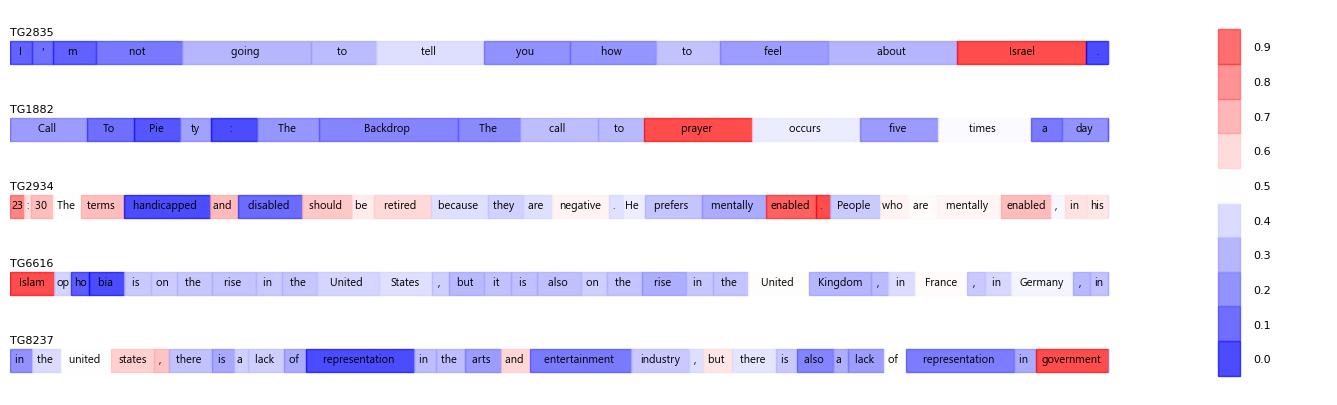 TG2835
I ' m not going to tell you how to feel about Israel .
TG1882
Call To Pie ty : The Backdrop The call to prayer occurs five times a day
TG2934
23 : 30 The terms handicapped and disabled should be retired because they are negative . He prefers mentally enabled . People who are mentally enabled , in his
TG6616
Islam op ho bia is on the rise in the United States , but it is also on the rise in the United Kingdom , in France , in Germany , in
TG8237
in the united states , there is a lack of representation in the arts and entertainment industry , but there is also a lack of representation in government
0.9
0.8
0.7
0.6
0.5
0.4
0.3
0.2
0.1
0.0